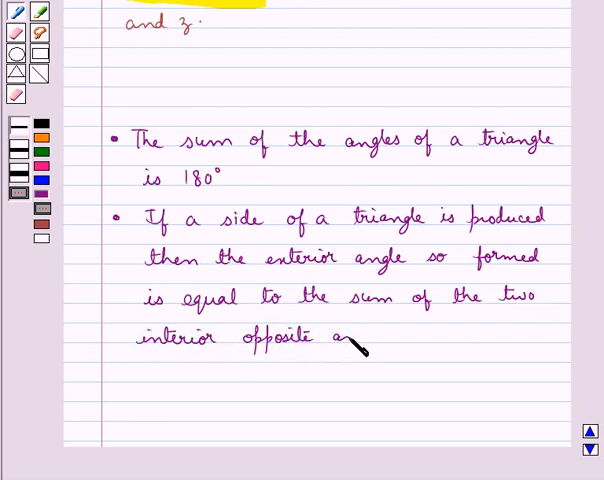 and z.
• The sum of the angles of a triangle
is 180°
• If a side of a triangle is produced
then the exterior angle so formed
is equal to the sum of the two
interior opposite an